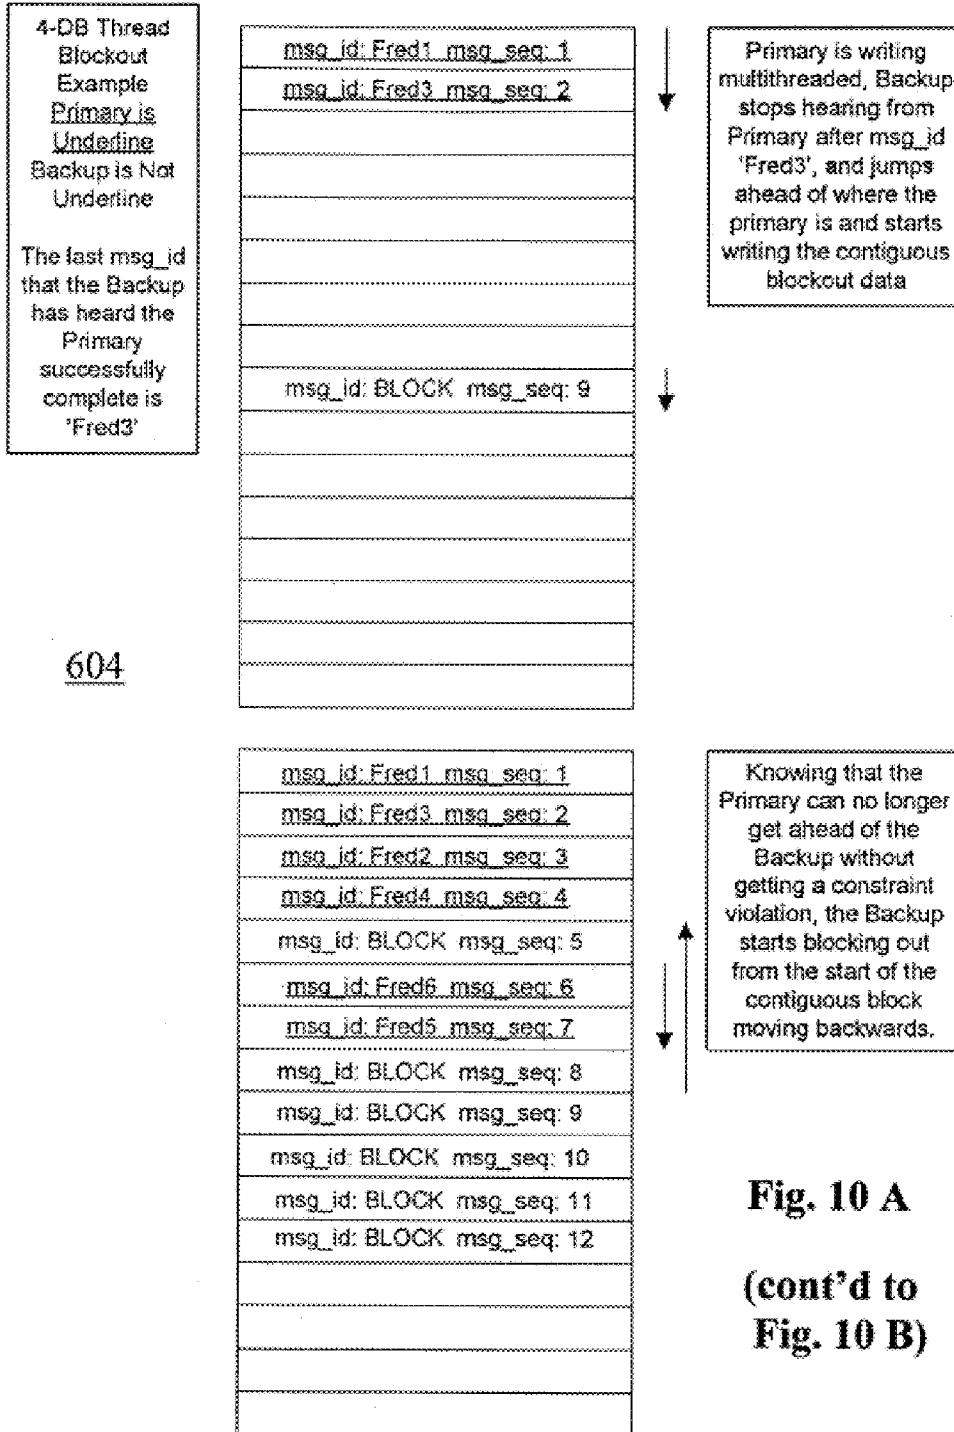 4-DB Thread
Blockout
Example
Primary is
Underline
Backup is Not
Underline
The last msg_id
that the Backup
has heard the
Primary
successfully
complete is
'Fred3'
msg_id: Fred1 msg_seq: 1
msg_id: Fred3 msg_seq: 2
msg_id: BLOCK msg_seq: 9
Primary is writing
multithreaded, Backup
stops hearing from
Primary after msg_id
'Fred3', and jumps
ahead of where the
primary is and starts
writing the contiguous
blockout data
604
msg_id: Fred1 msg_seq: 1
msg_id: Fred3 msg_seq: 2
msg_id: Fred2 msg_seq: 3
msg_id: Fred4 msg_seq: 4
msg_id: BLOCK msg_seq: 5
msg_id: Fred6 msg_seq: 6
msg_id: Fred5 msg_seq: 7
msg_id: BLOCK msg_seq: 8
msg_id: BLOCK msg_seq: 9
msg_id: BLOCK msg_seq: 10
msg_id: BLOCK msg_seq: 11
msg_id: BLOCK msg_seq: 12
Knowing that the
Primary can no longer
get ahead of the
Backup without
getting a constraint
violation, the Backup
starts blocking out
from the start of the
contiguous block
moving backwards.
Fig. 10 A
(cont'd to
Fig. 10 B)